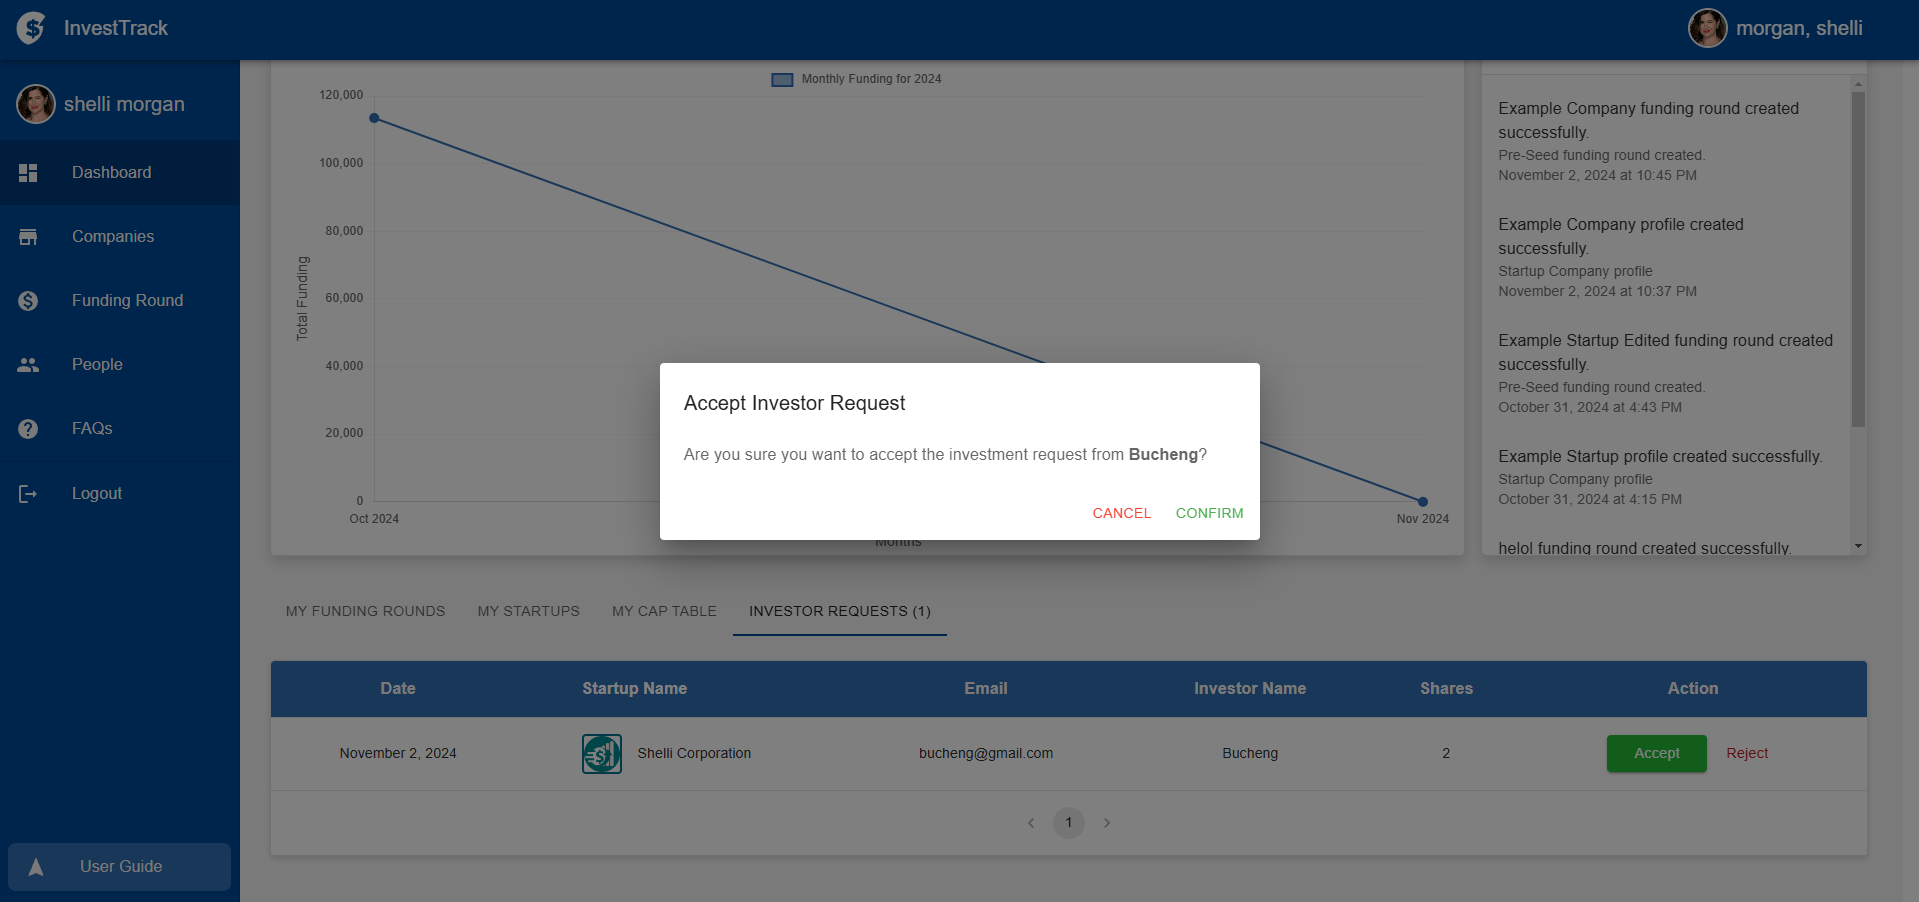 InvestTrack
morgan, shelli
shelli morgan
Dashboard
Companies
Funding Round
People
FAQs
Logout
User Guide
Monthly Funding for 2024
120,000
100,000
80,000
60,000
40,000
20,000
0
Total Funding
Oct 2024
Nov 2024
Months
Example Company funding round created
successfully.
Pre-Seed funding round created.
November 2, 2024 at 10:45 PM
Example Company profile created
successfully.
Startup Company profile
November 2, 2024 at 10:37 PM
Example Startup Edited funding round created
successfully.
Pre-Seed funding round created.
October 31, 2024 at 4:43 PM
Example Startup profile created successfully.
Startup Company profile
October 31, 2024 at 4:15 PM
helol funding round created successfully.
Accept Investor Request
Are you sure you want to accept the investment request from Bucheng?
CANCEL CONFIRM
MY FUNDING ROUNDS MY STARTUPS MY CAP TABLE INVESTOR REQUESTS (1)
Date Startup Name Email Investor Name Shares Action
November 2, 2024 Shelli Corporation bucheng@gmail.com Bucheng 2 Accept Reject
1